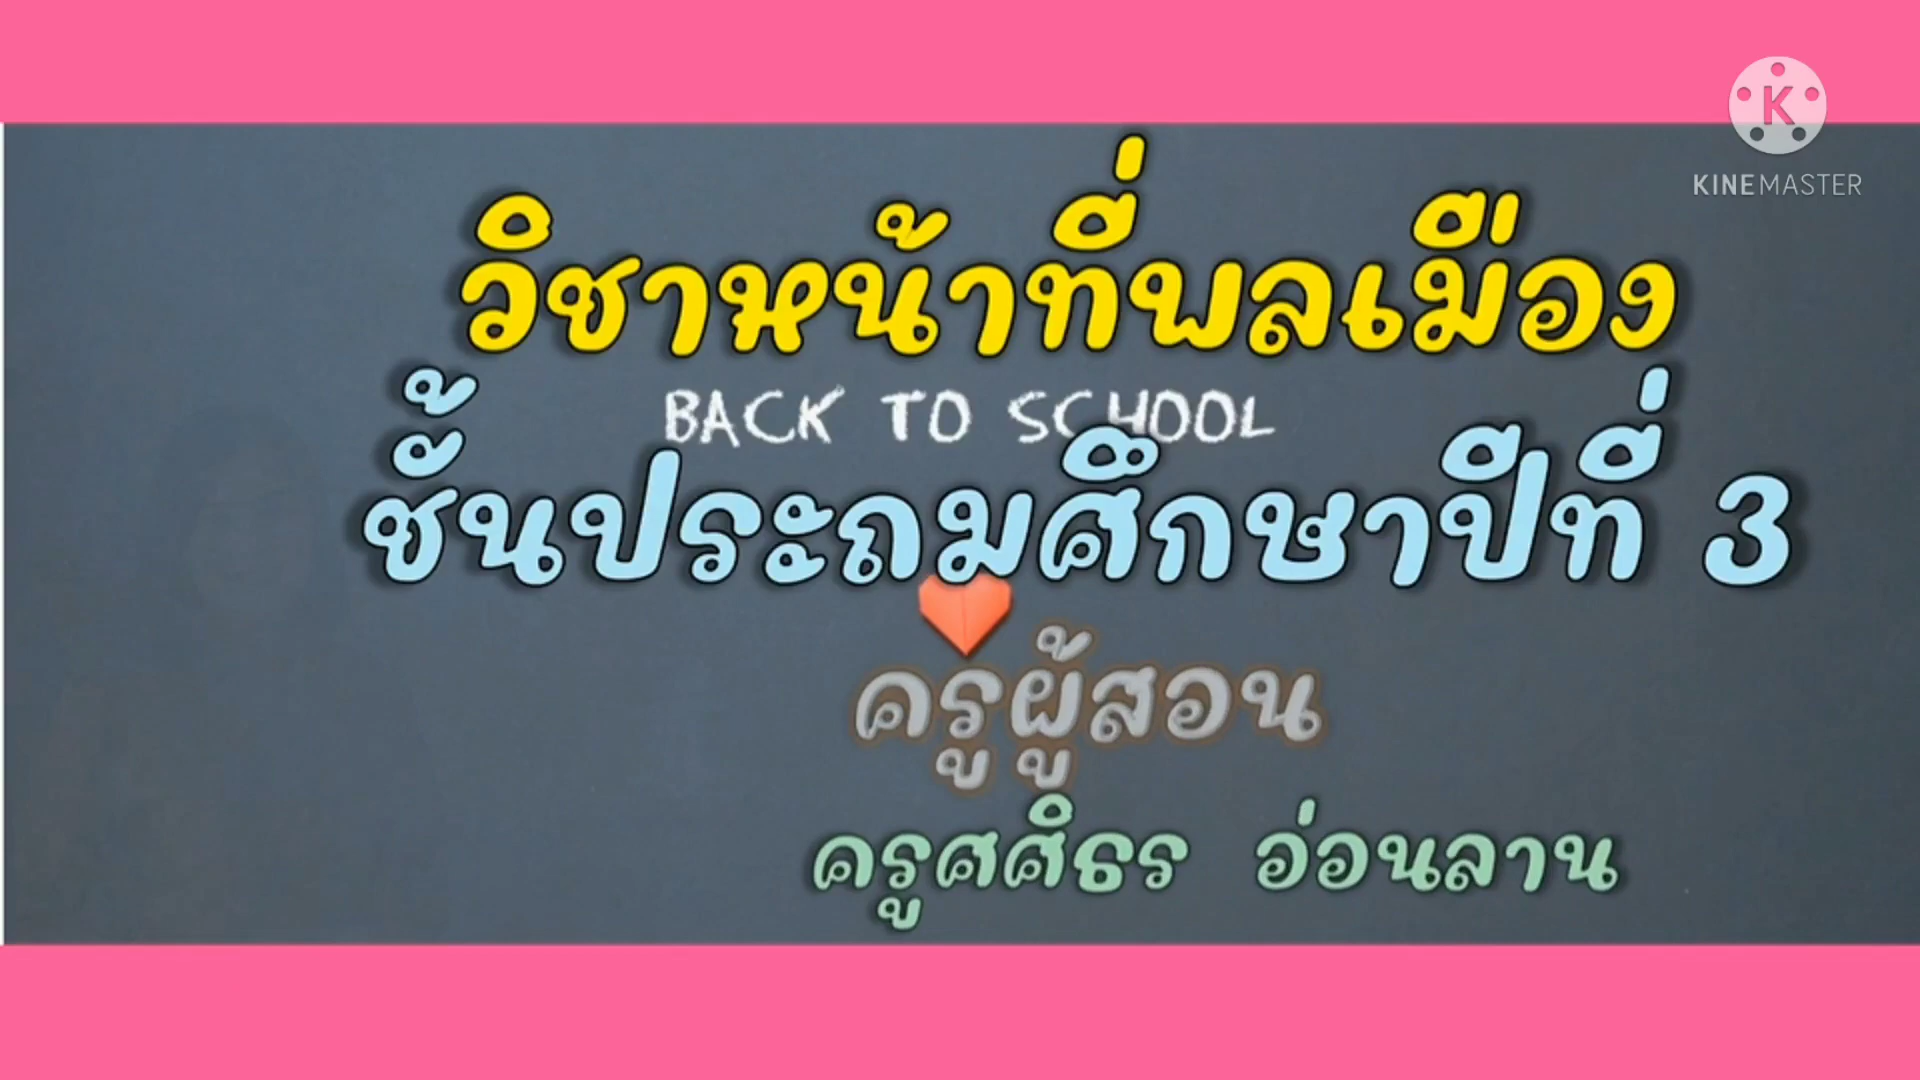 KINEMASTER
วิชาหน้าที่พลเมือง
BACK TO SCHOOL
ชั้นประถมศึกษาปีที่ 3
ครูผู้สอน
ครูศศิธร อ่อนลาน